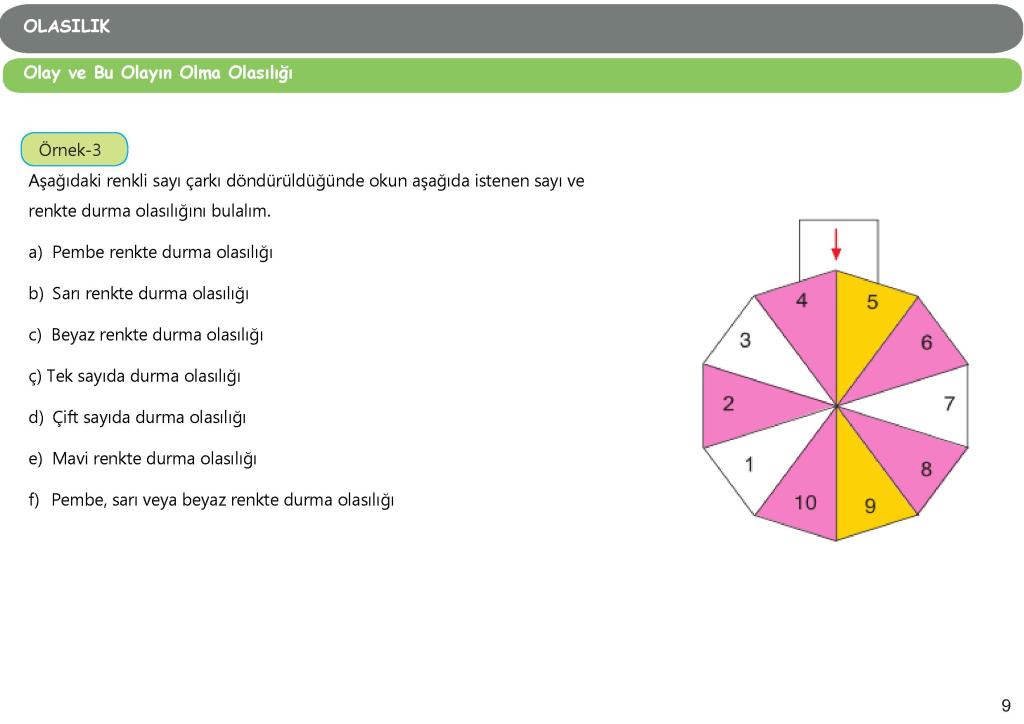 OLASILIK
Olay ve Bu Olayın Olma Olasılığı
Örnek-3
Aşağıdaki renkli sayı çarkı döndürüldüğünde okun aşağıda istenen sayı ve
renkte durma olasılığını bulalım.
a) Pembe renkte durma olasılığı
b) Sarı renkte durma olasılığı
c) Beyaz renkte durma olasılığı
ç) Tek sayıda durma olasılığı
d) Çift sayıda durma olasılığı
e) Mavi renkte durma olasılığı
f) Pembe, sarı veya beyaz renkte durma olasılığı
4
5
3
6
2
7
1
8
10
9
9